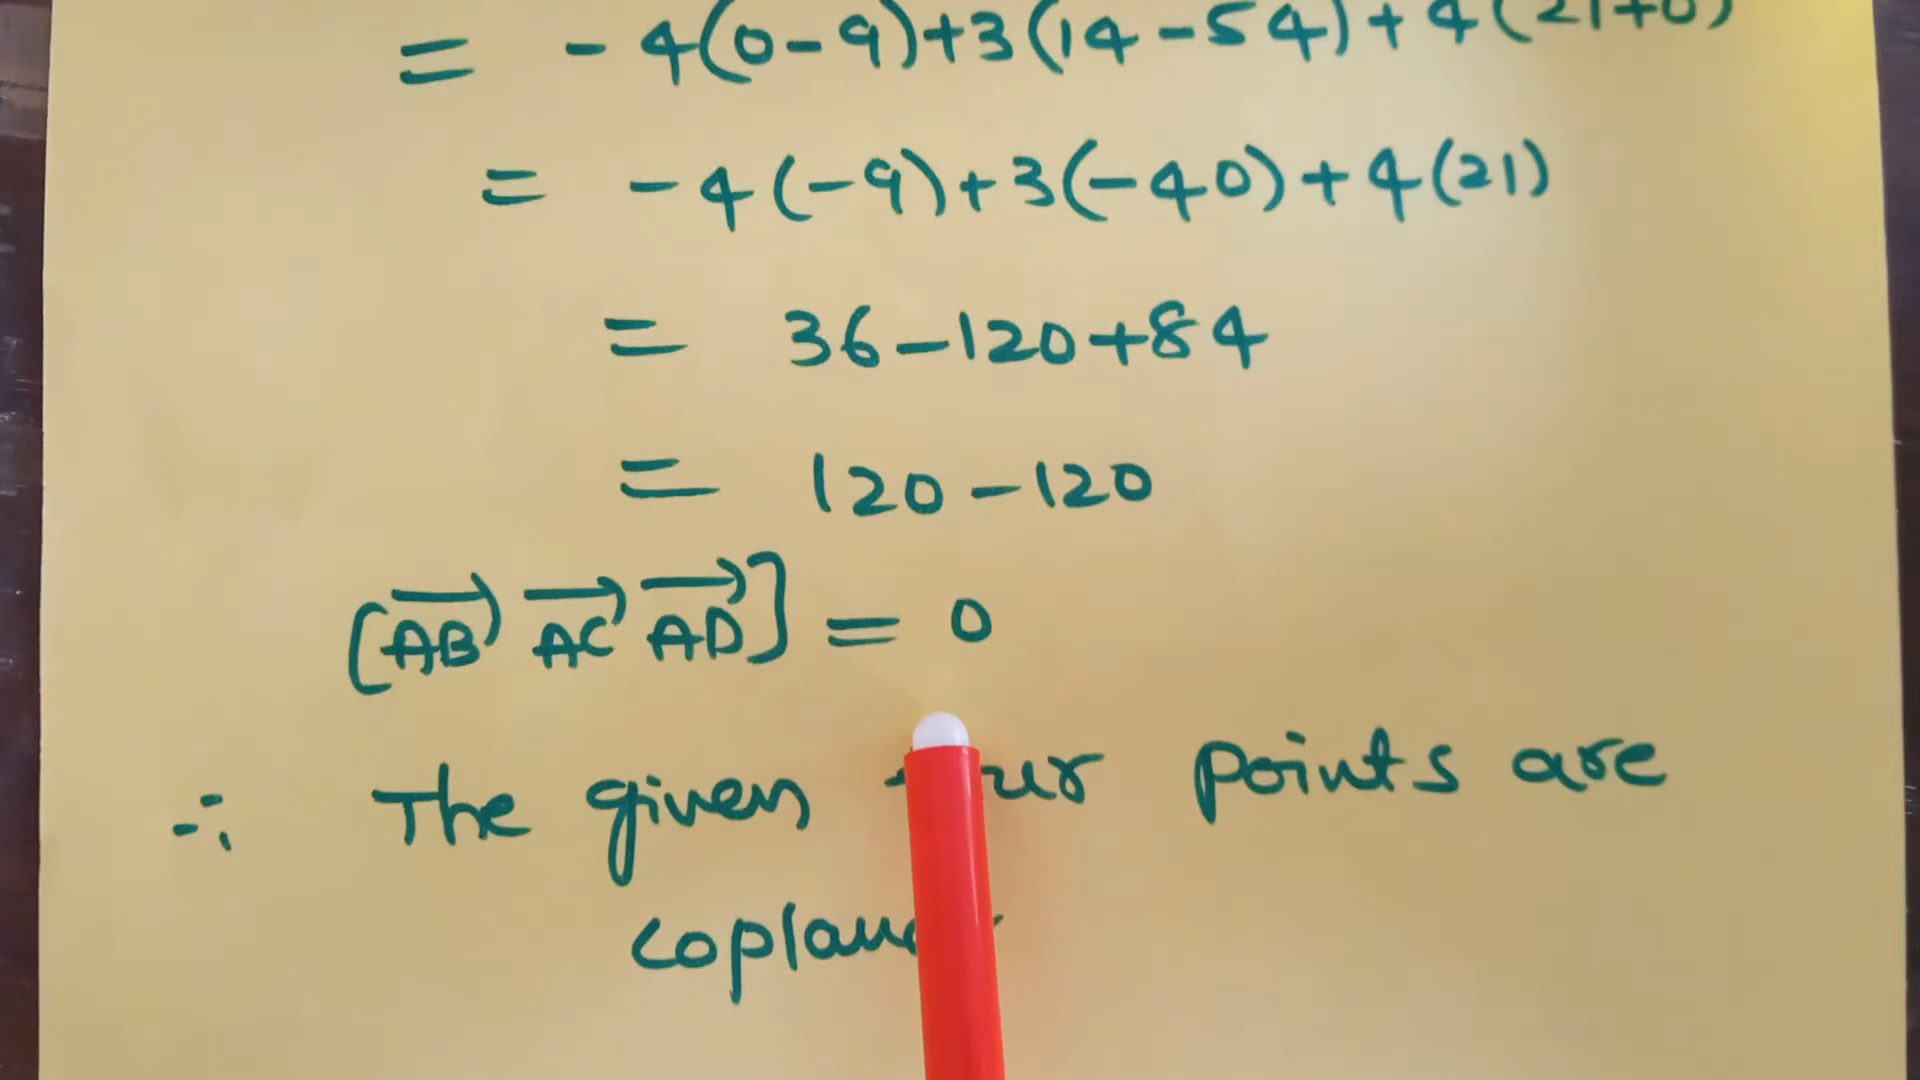 = -4(0-9)+3(14-54)+4(21+0)
= -4(-9)+3(-40)+4(21)
= 36-120+84
= 120-120
[AB AC AD] = 0
∴ The given points are